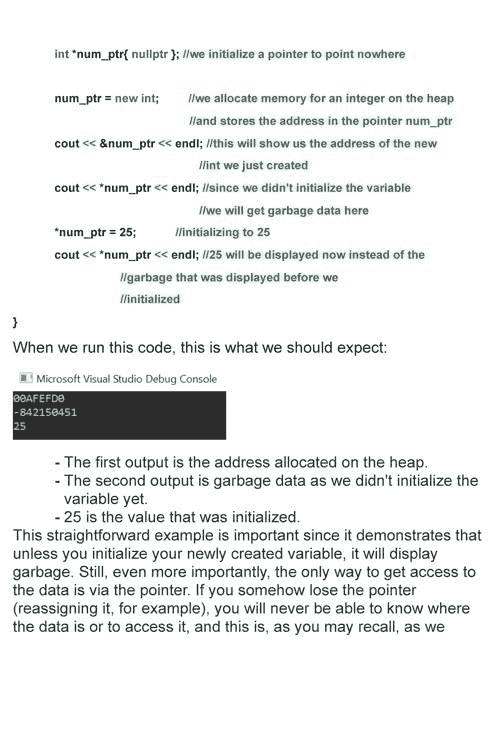 int *num_ptr{ nullptr }; //we initialize a pointer to point nowhere
num_ptr = new int; //we allocate memory for an integer on the heap
//and stores the address in the pointer num_ptr
cout << &num_ptr << endl; //this will show us the address of the new
//int we just created
cout << *num_ptr << endl; //since we didn't initialize the variable
//we will get garbage data here
*num_ptr = 25; //initializing to 25
cout << *num_ptr << endl; //25 will be displayed now instead of the
//garbage that was displayed before we
//initialized
}
When we run this code, this is what we should expect:
Microsoft Visual Studio Debug Console
00AFEFD0
-842150451
25
- The first output is the address allocated on the heap.
- The second output is garbage data as we didn't initialize the
variable yet.
- 25 is the value that was initialized.
This straightforward example is important since it demonstrates that
unless you initialize your newly created variable, it will display
garbage. Still, even more importantly, the only way to get access to
the data is via the pointer. If you somehow lose the pointer
(reassigning it, for example), you will never be able to know where
the data is or to access it, and this is, as you may recall, as we